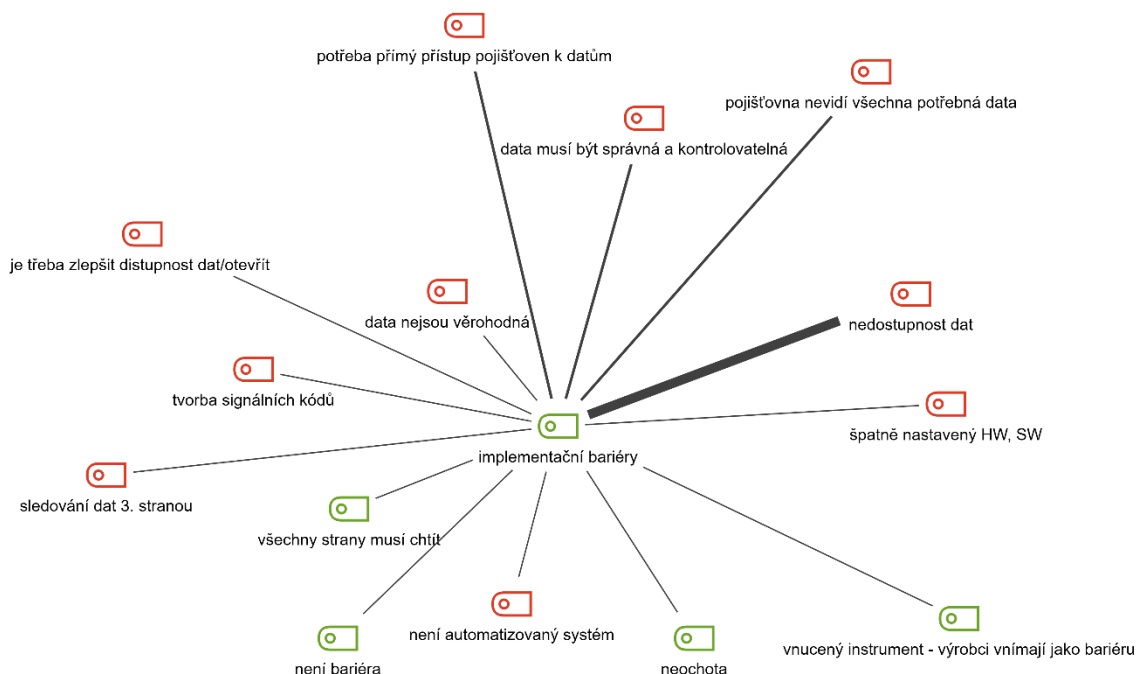 potřeba přímý přístup pojišťoven k datům
pojišťovna nevidí všechna potřebná data
data musí být správná a kontrolovatelná
je třeba zlepšit distupnost dat/otevřít
data nejsou věrohodná
nedostupnost dat
tvorba signálních kódů
špatně nastavený HW, SW
implementační bariéry
sledování dat 3. stranou
všechny strany musí chtít
není automatizovaný systém
vnucený instrument - výrobci vnímají jako bariéru
není bariéra
neochota